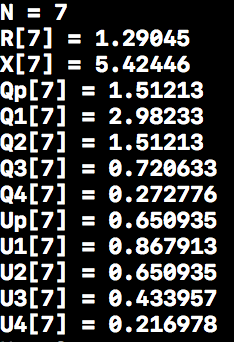 N = 7
R[7] = 1.29045
X[7] = 5.42446
Qp[7] = 1.51213
Q1[7] = 2.98233
Q2[7] = 1.51213
Q3[7] = 0.720633
Q4[7] = 0.272776
Up[7] = 0.650935
U1[7] = 0.867913
U2[7] = 0.650935
U3[7] = 0.433957
U4[7] = 0.216978